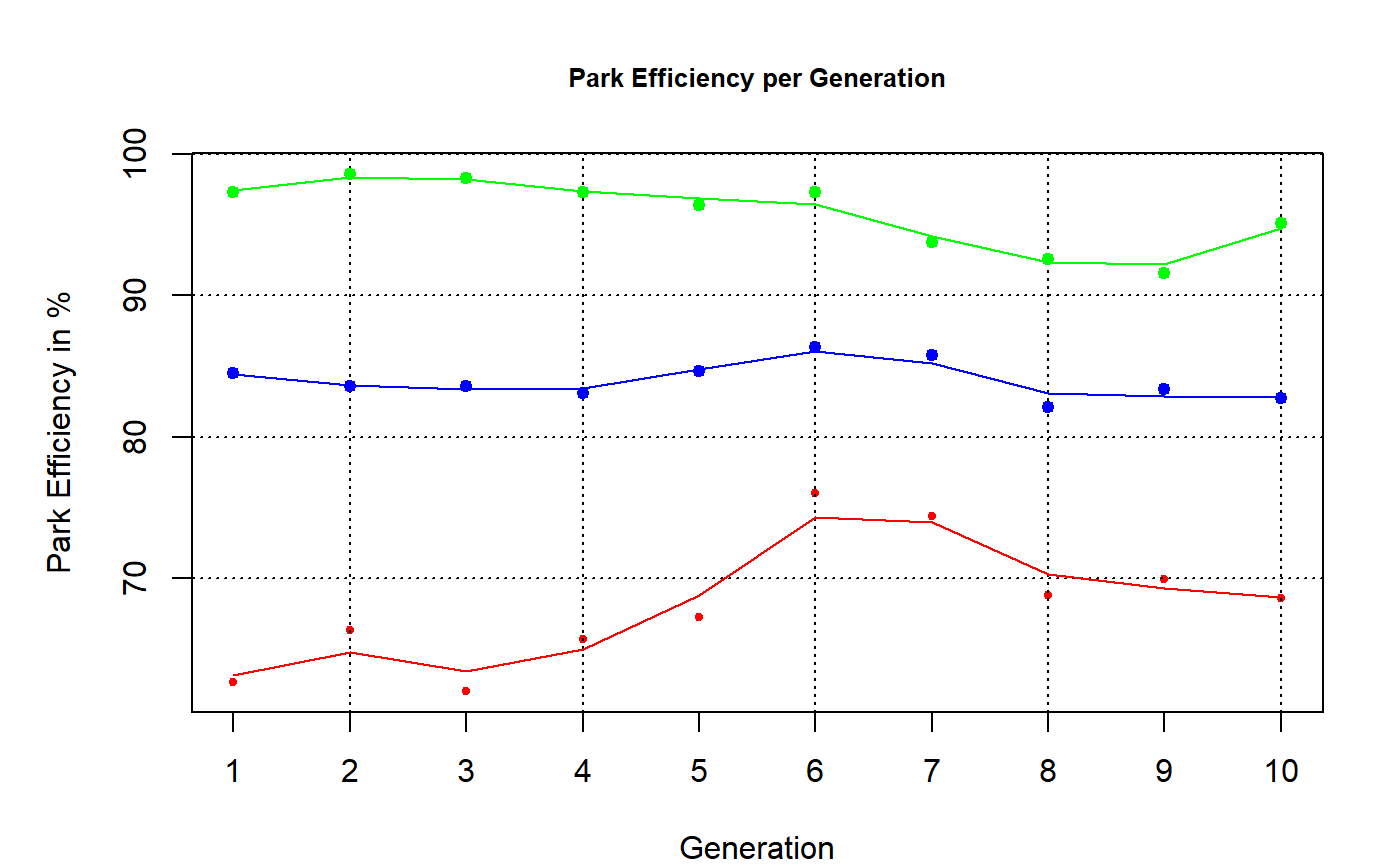 Park Efficiency per Generation
Park Efficiency in %
100
90
80
70
1 2 3 4 5 6 7 8 9 10
Generation